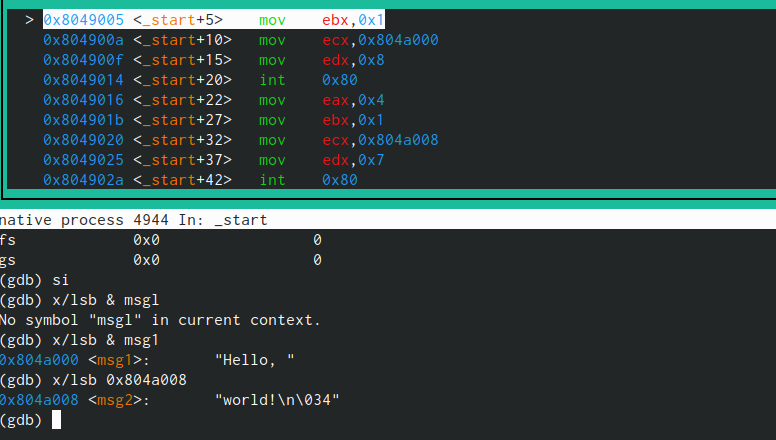 > 0x8049005 <_start+5> mov ebx,0x1
0x804900a <_start+10> mov ecx,0x804a000
0x804900f <_start+15> mov edx,0x8
0x8049014 <_start+20> int 0x80
0x8049016 <_start+22> mov eax,0x4
0x804901b <_start+27> mov ebx,0x1
0x8049020 <_start+32> mov ecx,0x804a008
0x8049025 <_start+37> mov edx,0x7
0x804902a <_start+42> int 0x80
native process 4944 In: _start
fs 0x0 0
gs 0x0 0
(gdb) si
(gdb) x/lsb & msgl
No symbol "msgl" in current context.
(gdb) x/lsb & msg1
0x804a000 <msg1>: "Hello, "
(gdb) x/lsb 0x804a008
0x804a008 <msg2>: "world!\n\034"
(gdb)